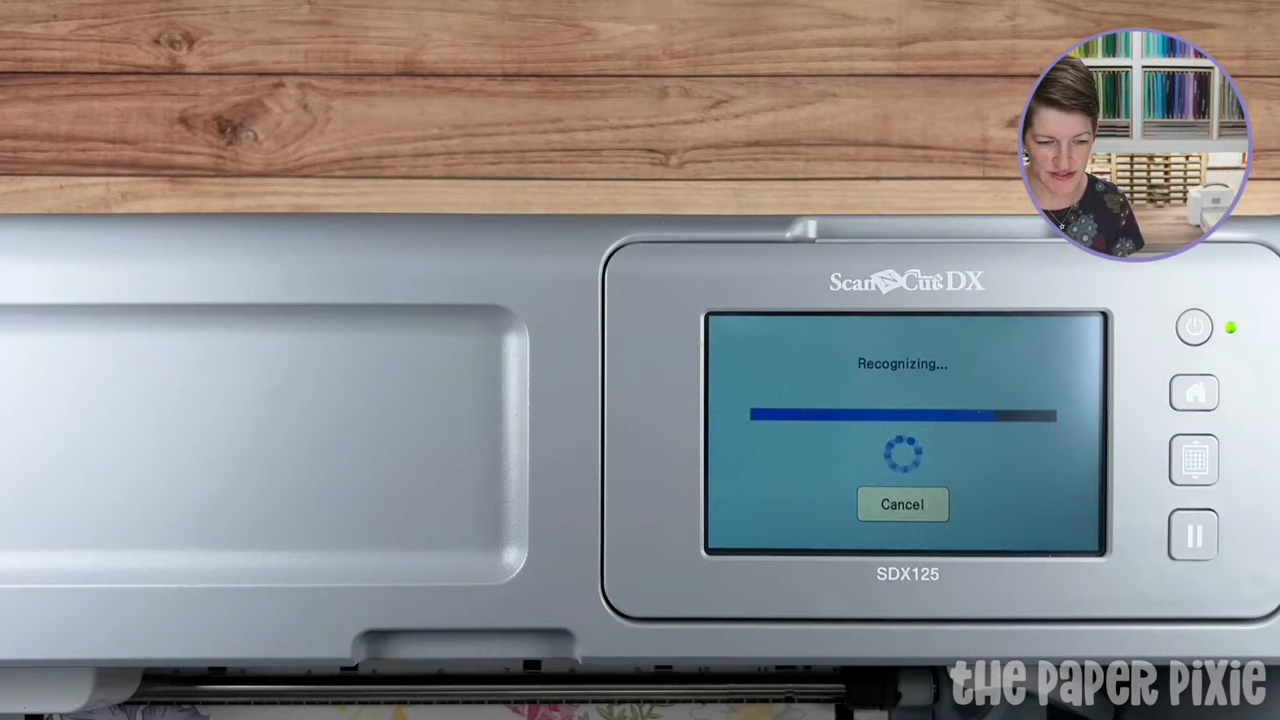 ScanNCut DX
Recognizing...
Cancel
SDX125
the paper pixie